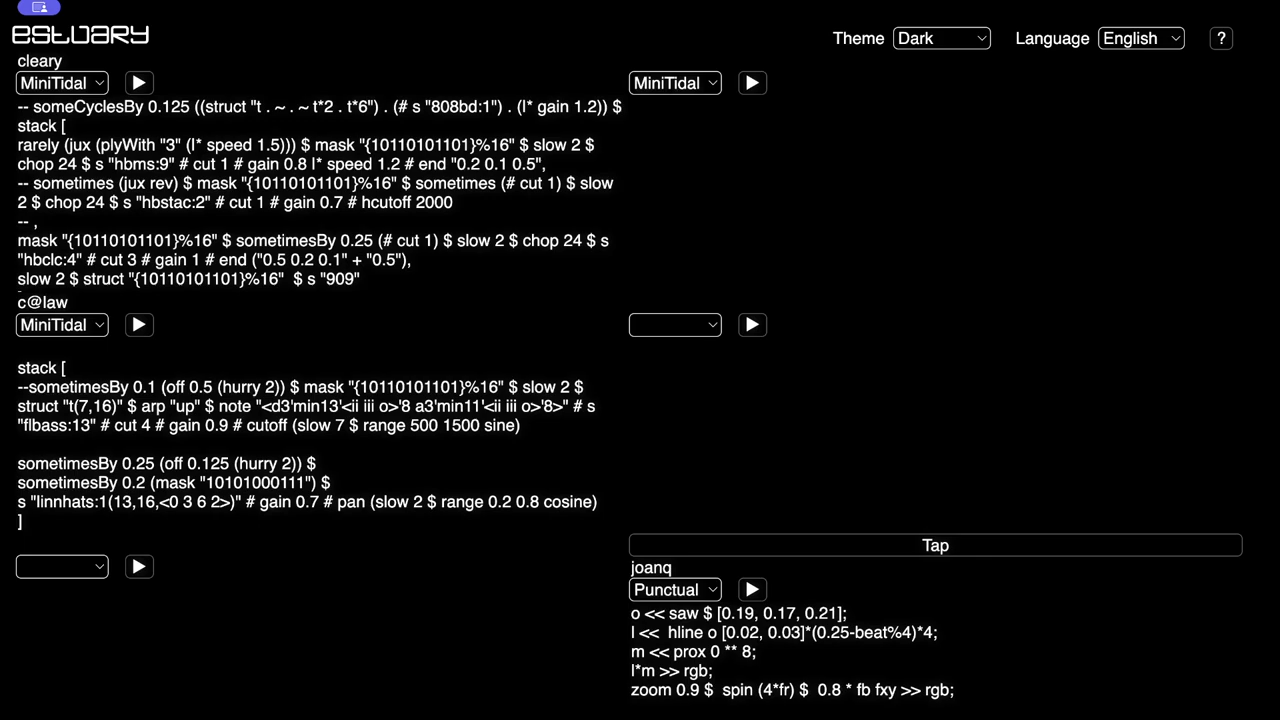 estuary
Theme Dark Language English ?
cleary
MiniTidal
-- someCyclesBy 0.125 ((struct "t . ~ . ~ t*2 . t*6") . (# s "808bd:1") . (|* gain 1.2)) $
stack [
rarely (jux (plyWith "3" (|* speed 1.5))) $ mask "{10110101101}%16" $ slow 2 $
chop 24 $ s "hbms:9" # cut 1 # gain 0.8 |* speed 1.2 # end "0.2 0.1 0.5",
-- sometimes (jux rev) $ mask "{10110101101}%16" $ sometimes (# cut 1) $ slow
2 $ chop 24 $ s "hbstac:2" # cut 1 # gain 0.7 # hcutoff 2000
-- ,
mask "{10110101101}%16" $ sometimesBy 0.25 (# cut 1) $ slow 2 $ chop 24 $ s
"hbclc:4" # cut 3 # gain 1 # end ("0.5 0.2 0.1" + "0.5"),
slow 2 $ struct "{10110101101}%16"  $ s "909"
c@law
MiniTidal
stack [
--sometimesBy 0.1 (off 0.5 (hurry 2)) $ mask "{10110101101}%16" $ slow 2 $
struct "t(7,16)" $ arp "up" $ note "<d3'min13'<ii iii o>'8 a3'min11'<ii iii o>'8>" # s
"flbass:13" # cut 4 # gain 0.9 # cutoff (slow 7 $ range 500 1500 sine)
sometimesBy 0.25 (off 0.125 (hurry 2)) $
sometimesBy 0.2 (mask "10101000111") $
s "linnhats:1(13,16,<0 3 6 2>)" # gain 0.7 # pan (slow 2 $ range 0.2 0.8 cosine)
]
MiniTidal
Tap
joanq
Punctual
o << saw $ [0.19, 0.17, 0.21];
l <<  hline o [0.02, 0.03]*(0.25-beat%4)*4;
m << prox 0 ** 8;
l*m >> rgb;
zoom 0.9 $  spin (4*fr) $  0.8 * fb fxy >> rgb;